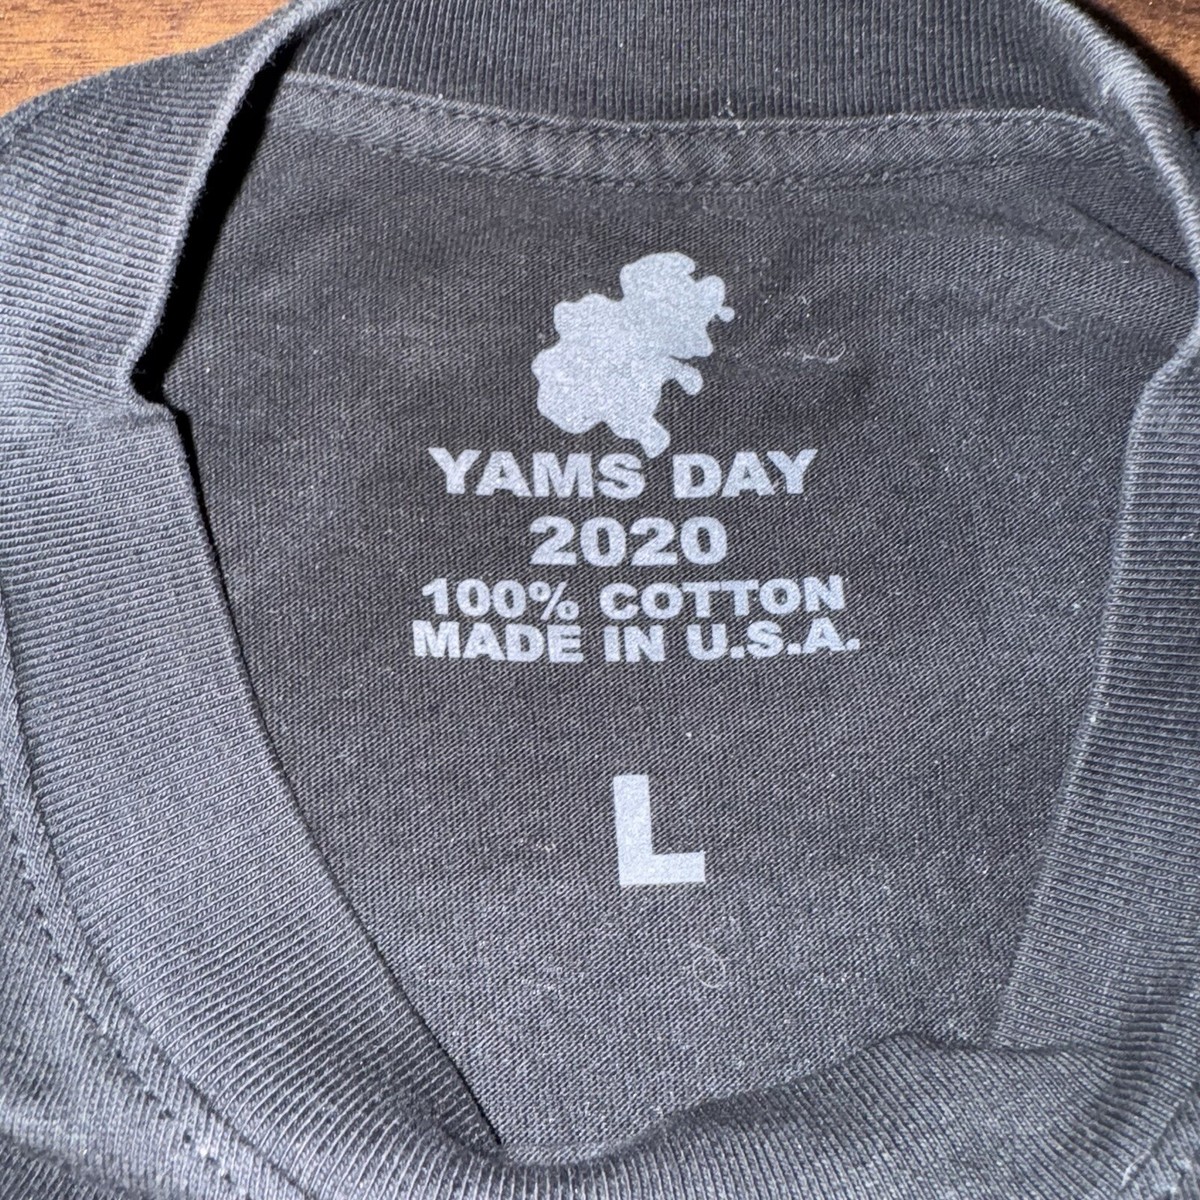 YAMS DAY
2020
100% COTTON
MADE IN U.S.A.
L